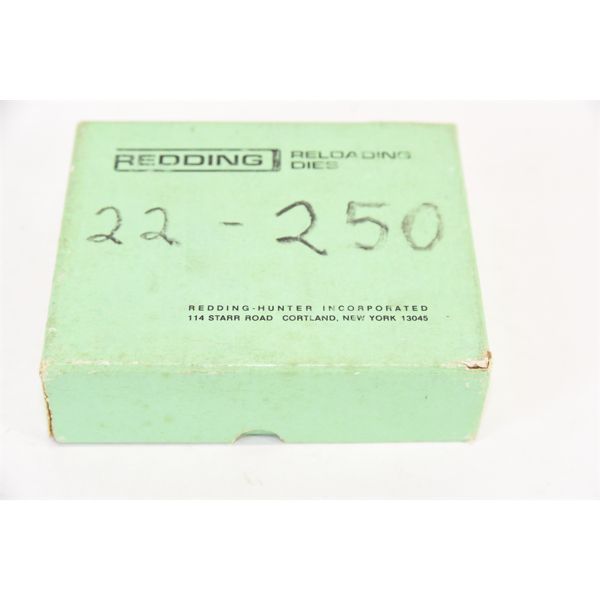 REDDING RELOADING
DIES
22 - 250
REDDING-HUNTER INCORPORATED
114 STARR ROAD CORTLAND, NEW YORK 13045